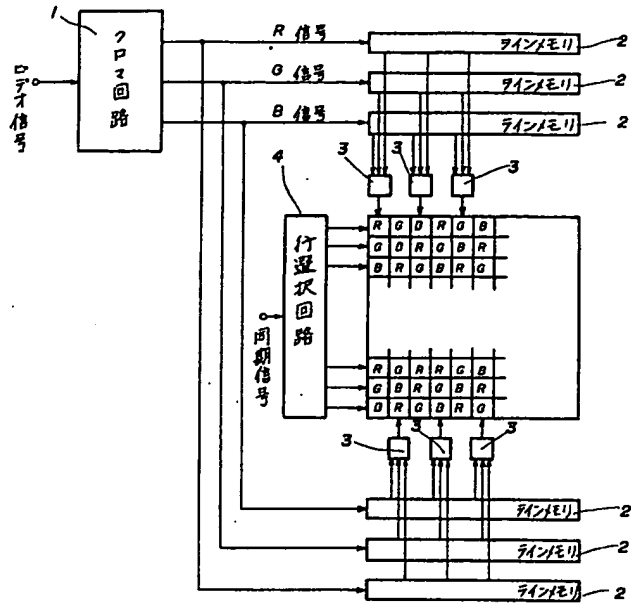 1
クロマ回路
ビデオ信号
R 信号
G 信号
B 信号
ラインメモリ 2
ラインメモリ 2
ラインメモリ 2
3 3 3
4
行選択回路
同期信号
R G D R G B
G D B R G B R
B R G B R G
R G R R G B
G B R G B R
D R G D R G
3 3 3
ラインメモリ 2
ラインメモリ 2
ラインメモリ 2